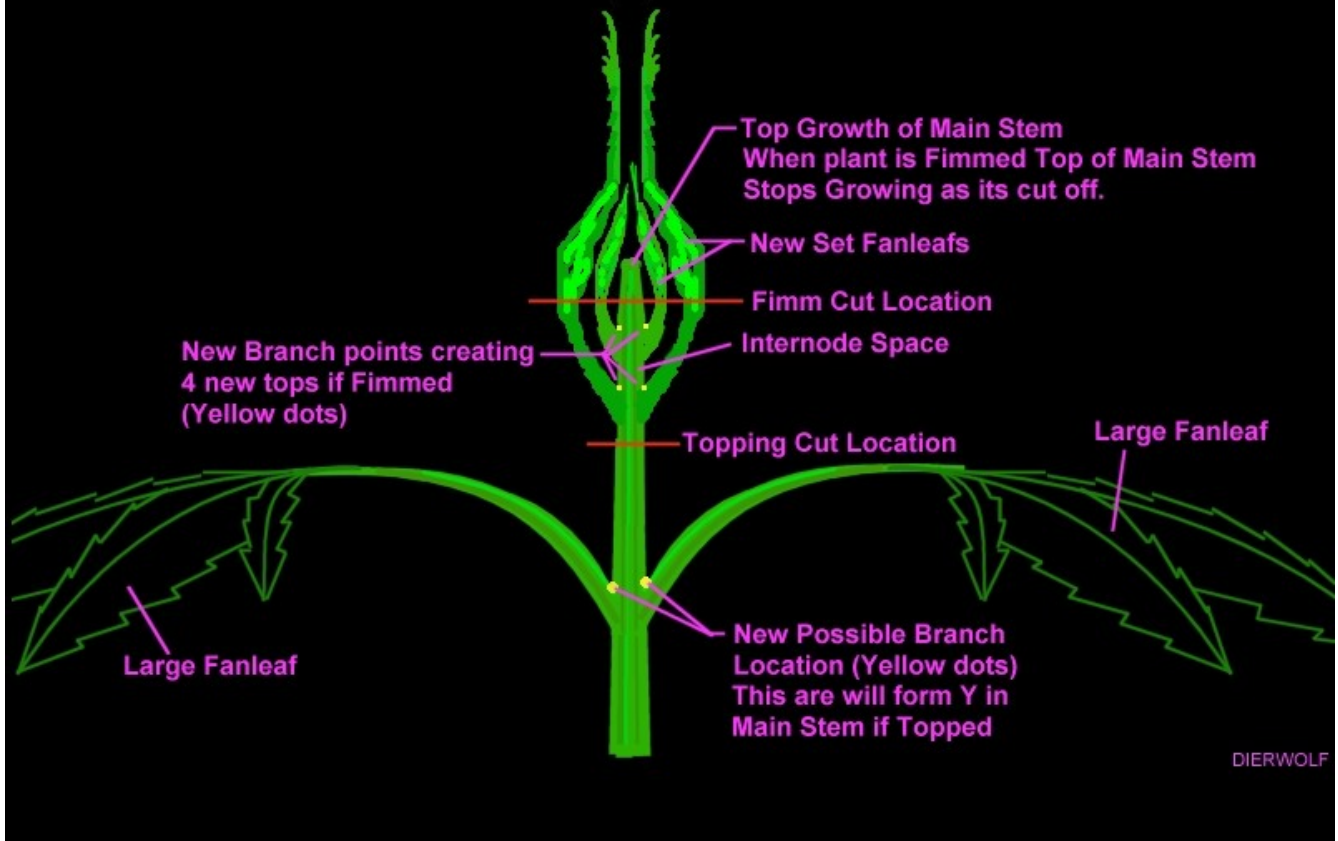 Top Growth of Main Stem
When plant is Fimmed Top of Main Stem
Stops Growing as its cut off.
New Set Fanleafs
Fimm Cut Location
Internode Space
New Branch points creating
4 new tops if Fimmed
(Yellow dots)
Topping Cut Location
Large Fanleaf
Large Fanleaf
New Possible Branch
Location (Yellow dots)
This are will form Y in
Main Stem if Topped
DIERWOLF